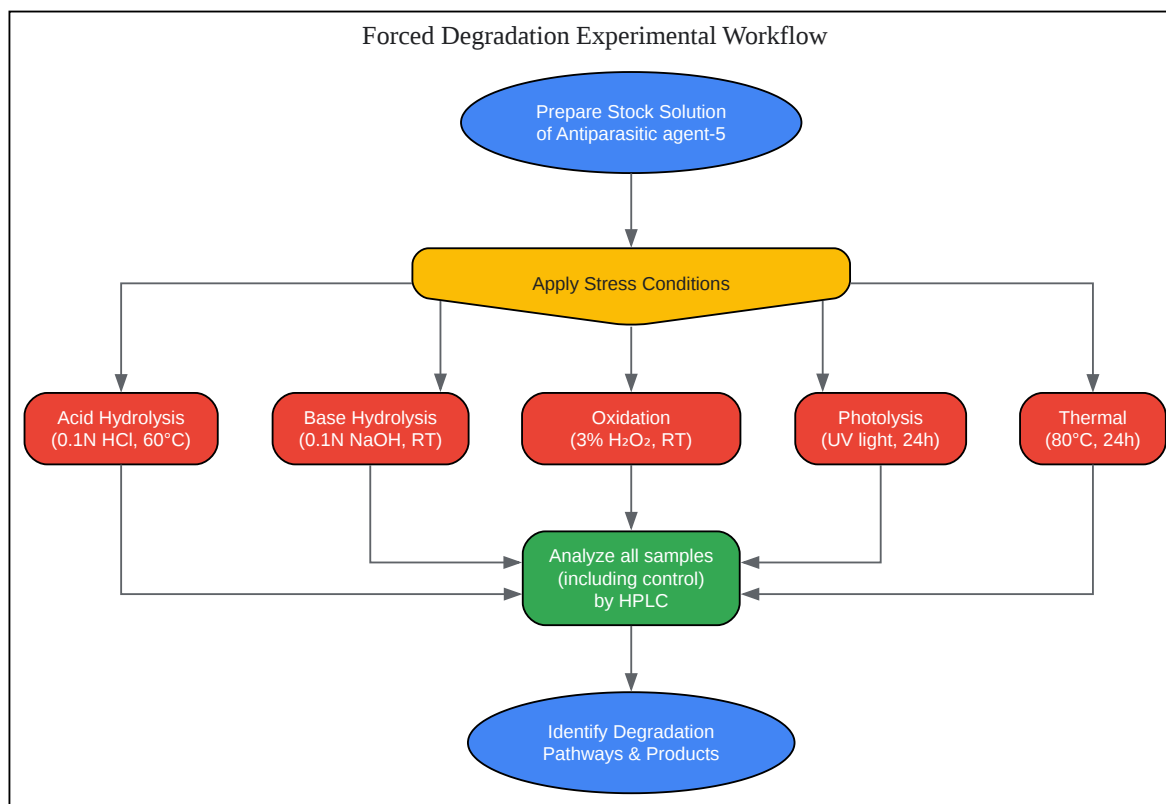 Forced Degradation Experimental Workflow
Prepare Stock Solution
of Antiparasitic agent-5
Apply Stress Conditions
Acid Hydrolysis
(0.1N HCl, 60°C)
Base Hydrolysis
(0.1N NaOH, RT)
Oxidation
(3% H₂O₂, RT)
Photolysis
(UV light, 24h)
Thermal
(80°C, 24h)
Analyze all samples
(including control)
by HPLC
Identify Degradation
Pathways & Products